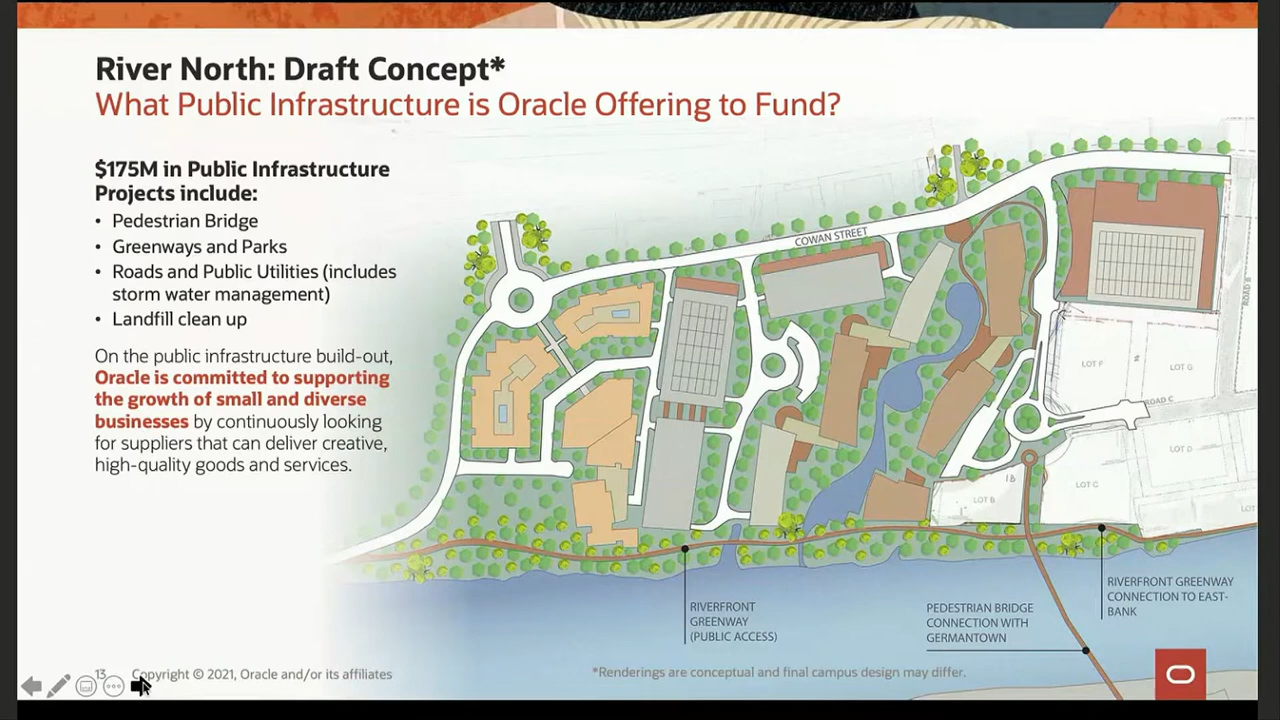 River North: Draft Concept*
What Public Infrastructure is Oracle Offering to Fund?
$175M in Public Infrastructure
Projects include:
• Pedestrian Bridge
• Greenways and Parks
• Roads and Public Utilities (includes
storm water management)
• Landfill clean up
On the public infrastructure build-out,
Oracle is committed to supporting
the growth of small and diverse
businesses by continuously looking
for suppliers that can deliver creative,
high-quality goods and services.
COWAN STREET
ROAD B
LOT F
LOT G
ROAD C
LOT D
LOT C
LOT B
LOT
RIVERFRONT
GREENWAY
(PUBLIC ACCESS)
PEDESTRIAN BRIDGE
CONNECTION WITH
GERMANTOWN
RIVERFRONT GREENWAY
CONNECTION TO EAST-
BANK
13
Copyright © 2021, Oracle and/or its affiliates
*Renderings are conceptual and final campus design may differ.